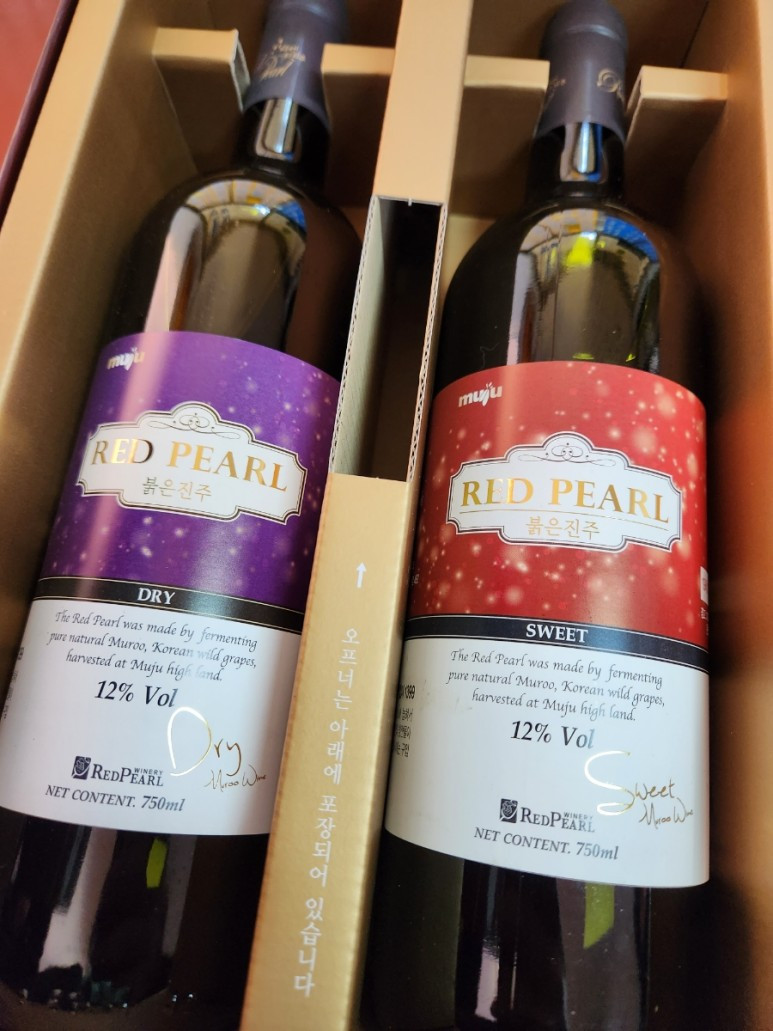 muju
RED PEARL
붉은진주
DRY
The Red Pearl was made by fermenting
pure natural Muroo, Korean wild grapes,
harvested at Muju high land.
12% Vol
Dry
Muroo Wine
WINERY
REDPEARL
NET CONTENT. 750ml
↑ 오프너는 아래에 포장되어 있습니다
muju
RED PEARL
붉은진주
SWEET
The Red Pearl was made by fermenting
pure natural Muroo, Korean wild grapes,
harvested at Muju high land.
12% Vol
Sweet
Muroo Wine
WINERY
REDPEARL
NET CONTENT. 750ml